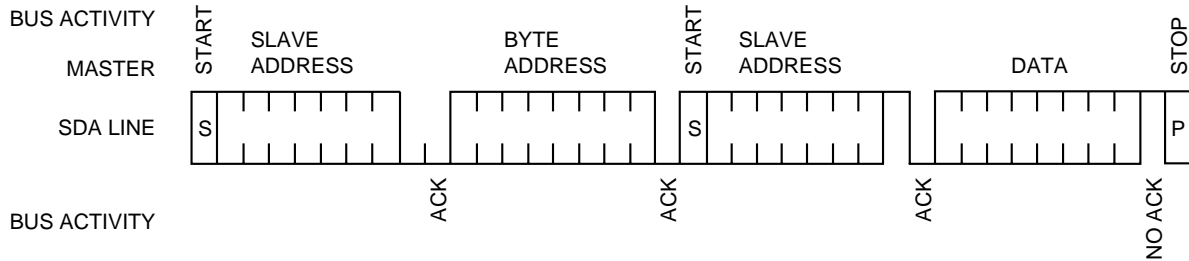 BUS ACTIVITY
MASTER
START
SLAVE
ADDRESS
BYTE
ADDRESS
START
SLAVE
ADDRESS
DATA
STOP
SDA LINE
S
S
P
BUS ACTIVITY
ACK
ACK
ACK
NO ACK